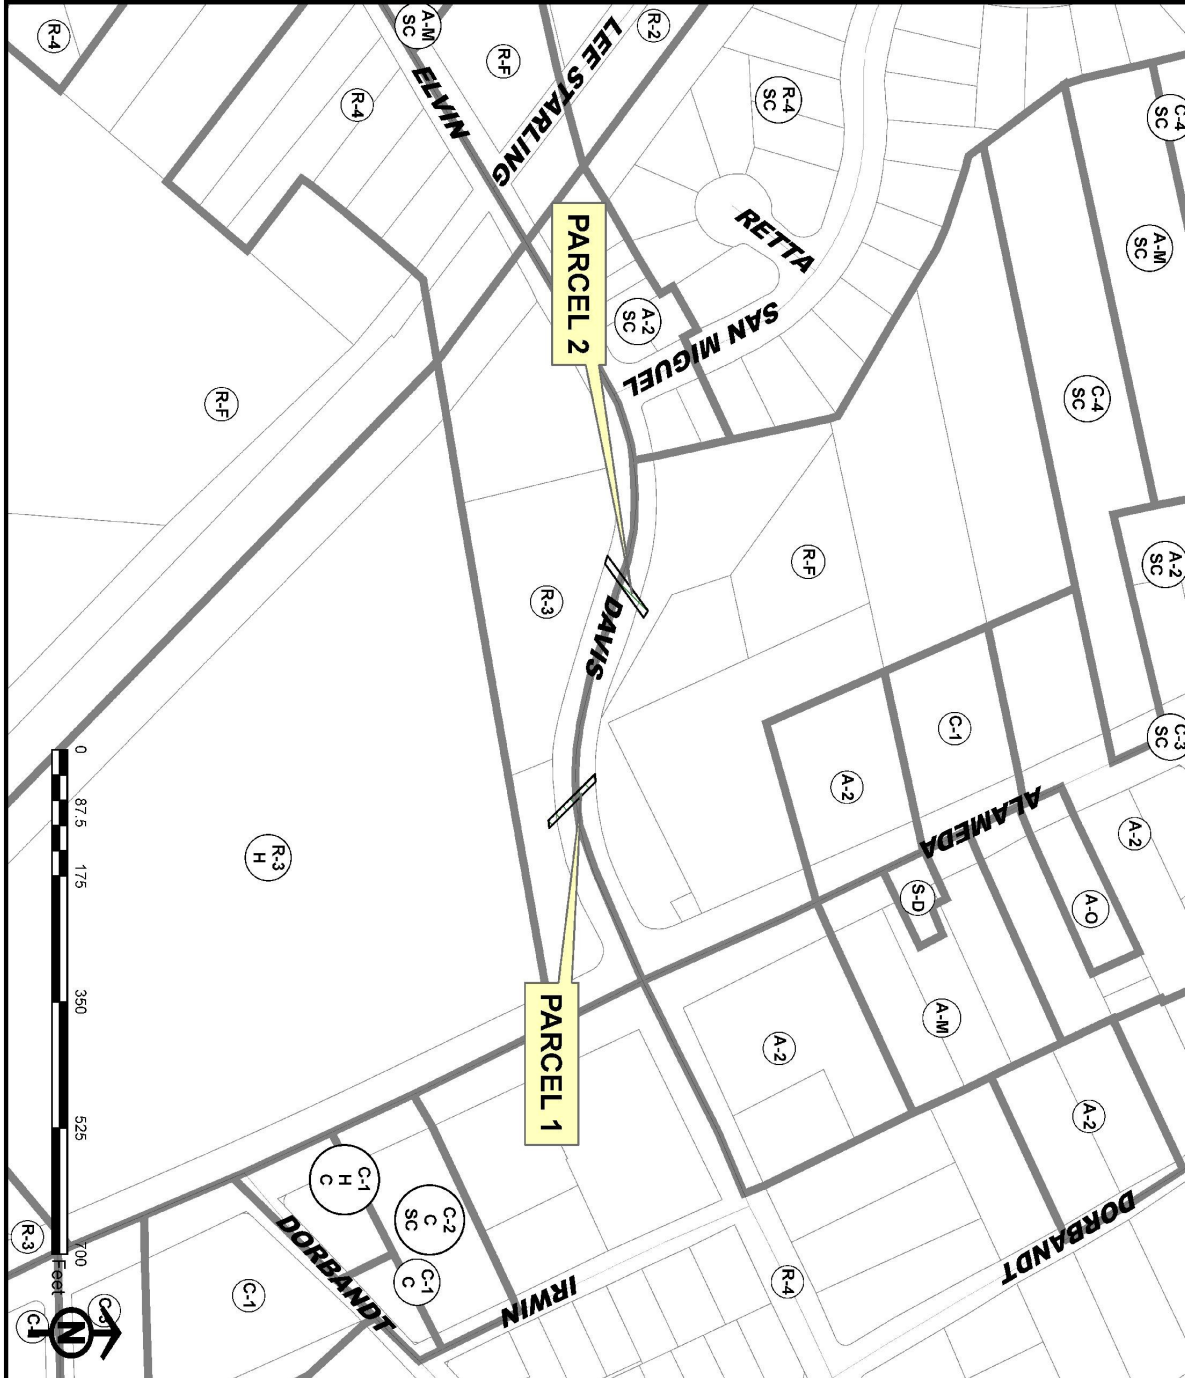 R-4
A-M
SC
R-F
R-2
R-4
SC
C-4
SC
LEE STARLING
ELVIN
R-4
A-M
SC
RETTA
PARCEL 2
A-2
SC
SAN MIGUEL
C-4
SC
R-F
R-3
DAVIS
R-F
A-2
SC
C-1
C-3
SC
A-2
ALAMEDA
A-2
S-D
A-O
R-3
H
PARCEL 1
A-M
A-2
A-2
C-1
H
C
C-2
C
SC
C-1
C
DORBANDT
IRWIN
R-4
DORBANDT
R-3
C-1
0 87.5 175 350 525 700
Feet
N